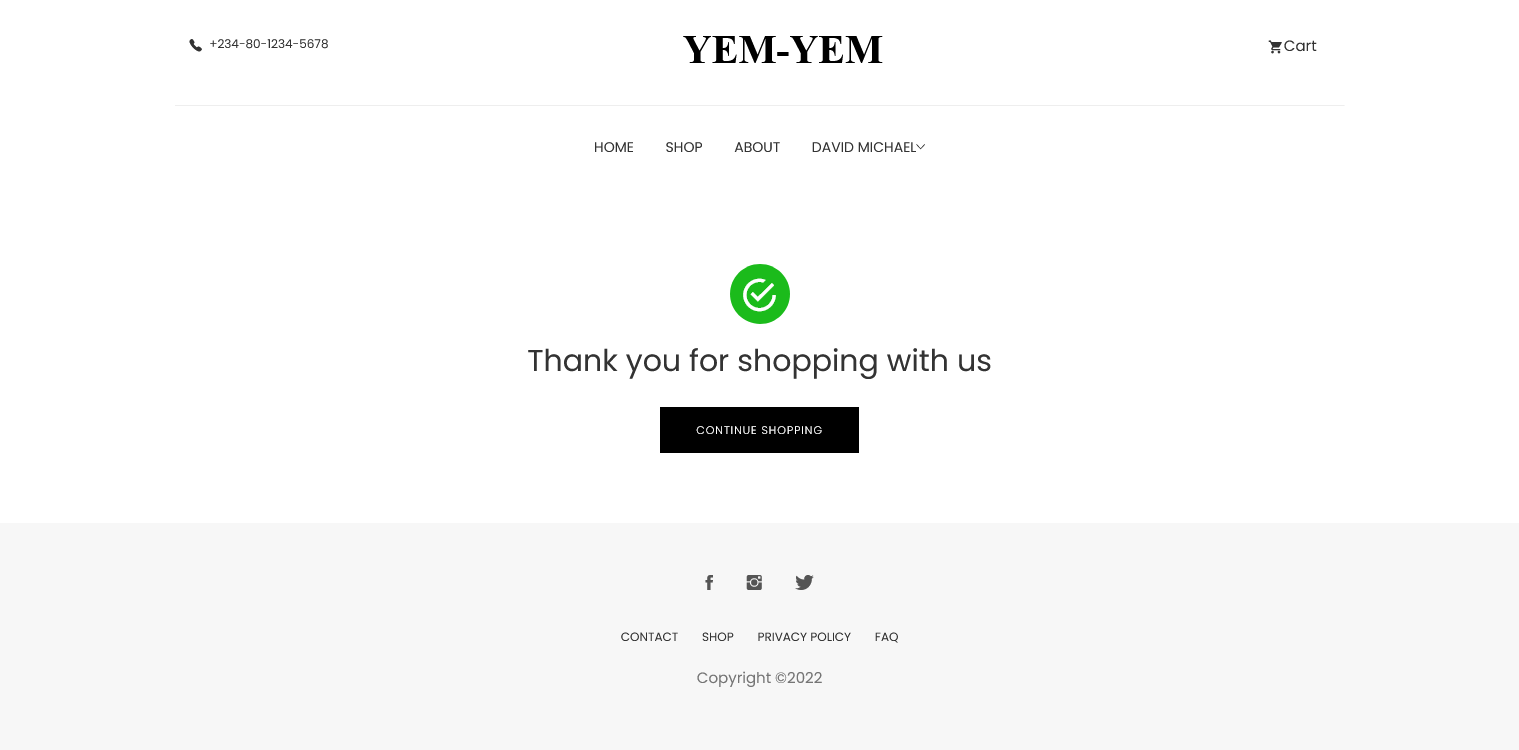 +234-80-1234-5678
YEM-YEM
Cart
HOME SHOP ABOUT DAVID MICHAEL
Thank you for shopping with us
CONTINUE SHOPPING
CONTACT SHOP PRIVACY POLICY FAQ
Copyright ©2022